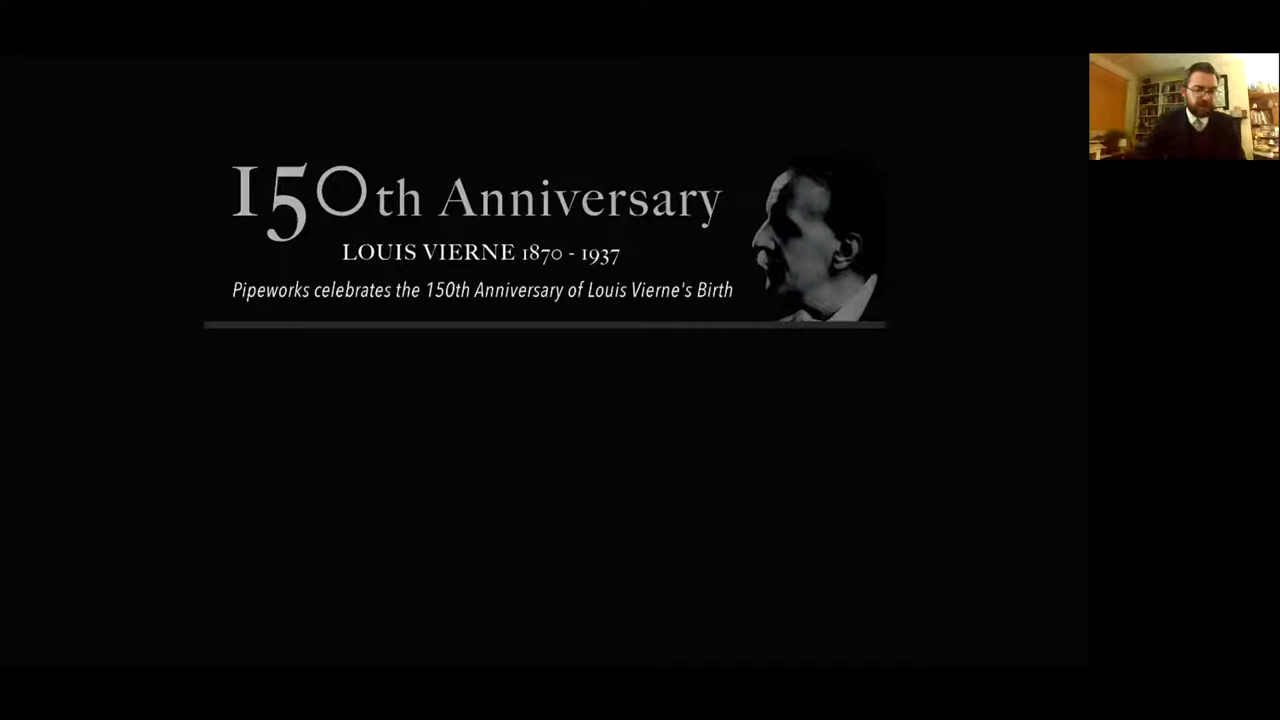 150th Anniversary
LOUIS VIERNE 1870 - 1937
Pipeworks celebrates the 150th Anniversary of Louis Vierne's Birth